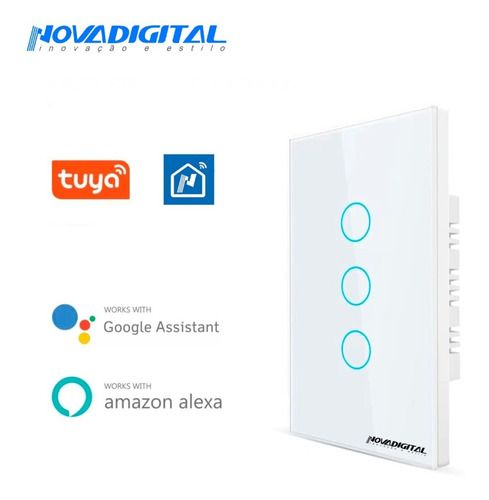 NOVADIGITAL
inovação e estilo
tuya
WORKS WITH
Google Assistant
WORKS WITH
amazon alexa
NOVADIGITAL